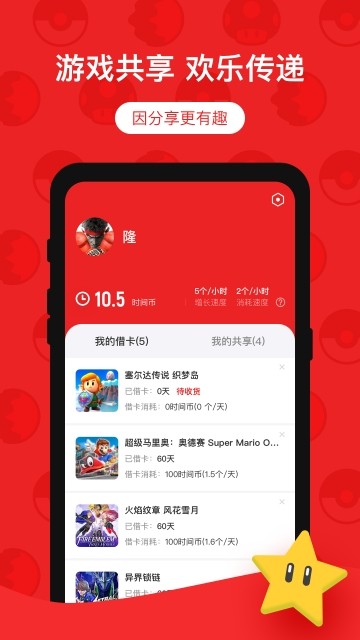 游戏共享 欢乐传递
因分享更有趣
隆
10.5 时间币
5个/小时
增长速度
2个/小时
消耗速度 ?
我的借卡(5)
我的共享(4)
塞尔达传说 织梦岛
已借卡：0天 待收货
借卡消耗：0时间币(0 个/天)
超级马里奥：奥德赛 Super Mario O...
已借卡：60天
借卡消耗：100时间币(1.5个/天)
火焰纹章 风花雪月
FIRE EMBLEM
已借卡：60天
借卡消耗：100时间币(1.6个/天)
异界锁链
已借卡：60天